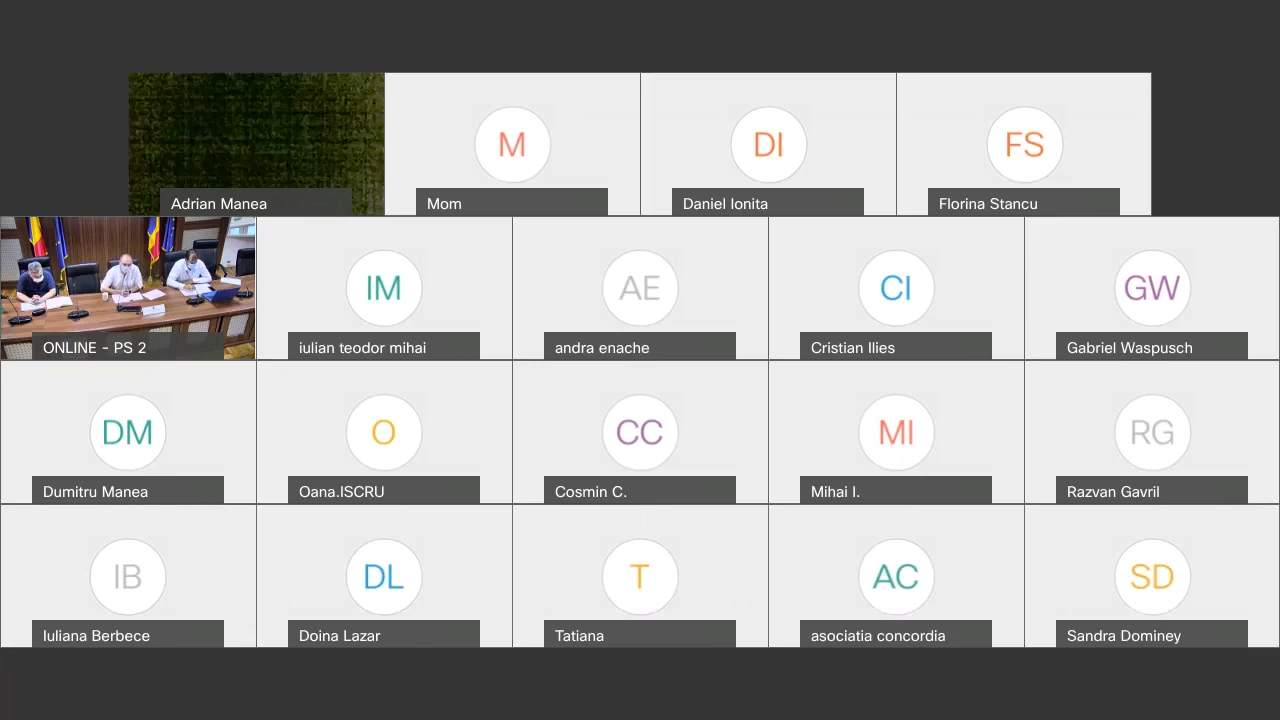 Adrian Manea
M
Mom
DI
Daniel Ionita
FS
Florina Stancu
ONLINE - PS 2
IM
iulian teodor mihai
AE
andra enache
CI
Cristian Ilies
GW
Gabriel Waspusch
DM
Dumitru Manea
O
Oana.ISCRU
CC
Cosmin C.
MI
Mihai I.
RG
Razvan Gavril
IB
Iuliana Berbece
DL
Doina Lazar
T
Tatiana
AC
asociatia concordia
SD
Sandra Dominey